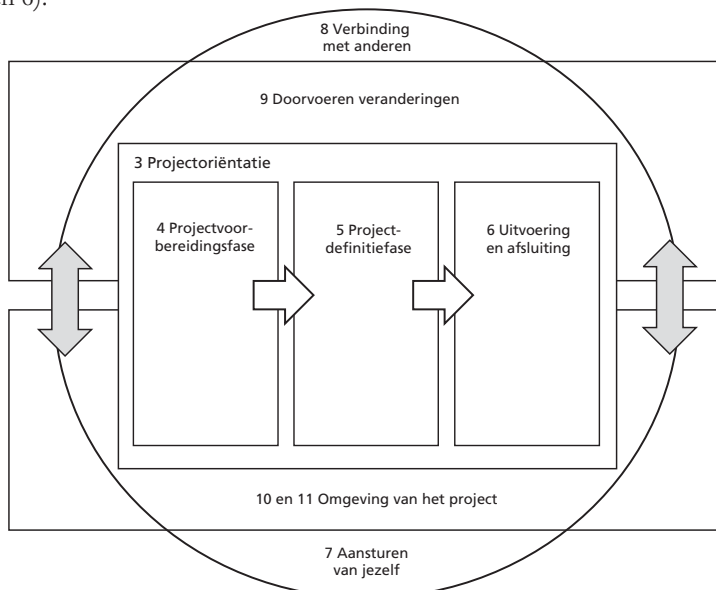 8 Verbinding
met anderen
9 Doorvoeren veranderingen
3 Projectoriëntatie
4 Projectvoor-
bereidingsfase
5 Project-
definitiefase
6 Uitvoering
en afsluiting
10 en 11 Omgeving van het project
7 Aansturen
van jezelf